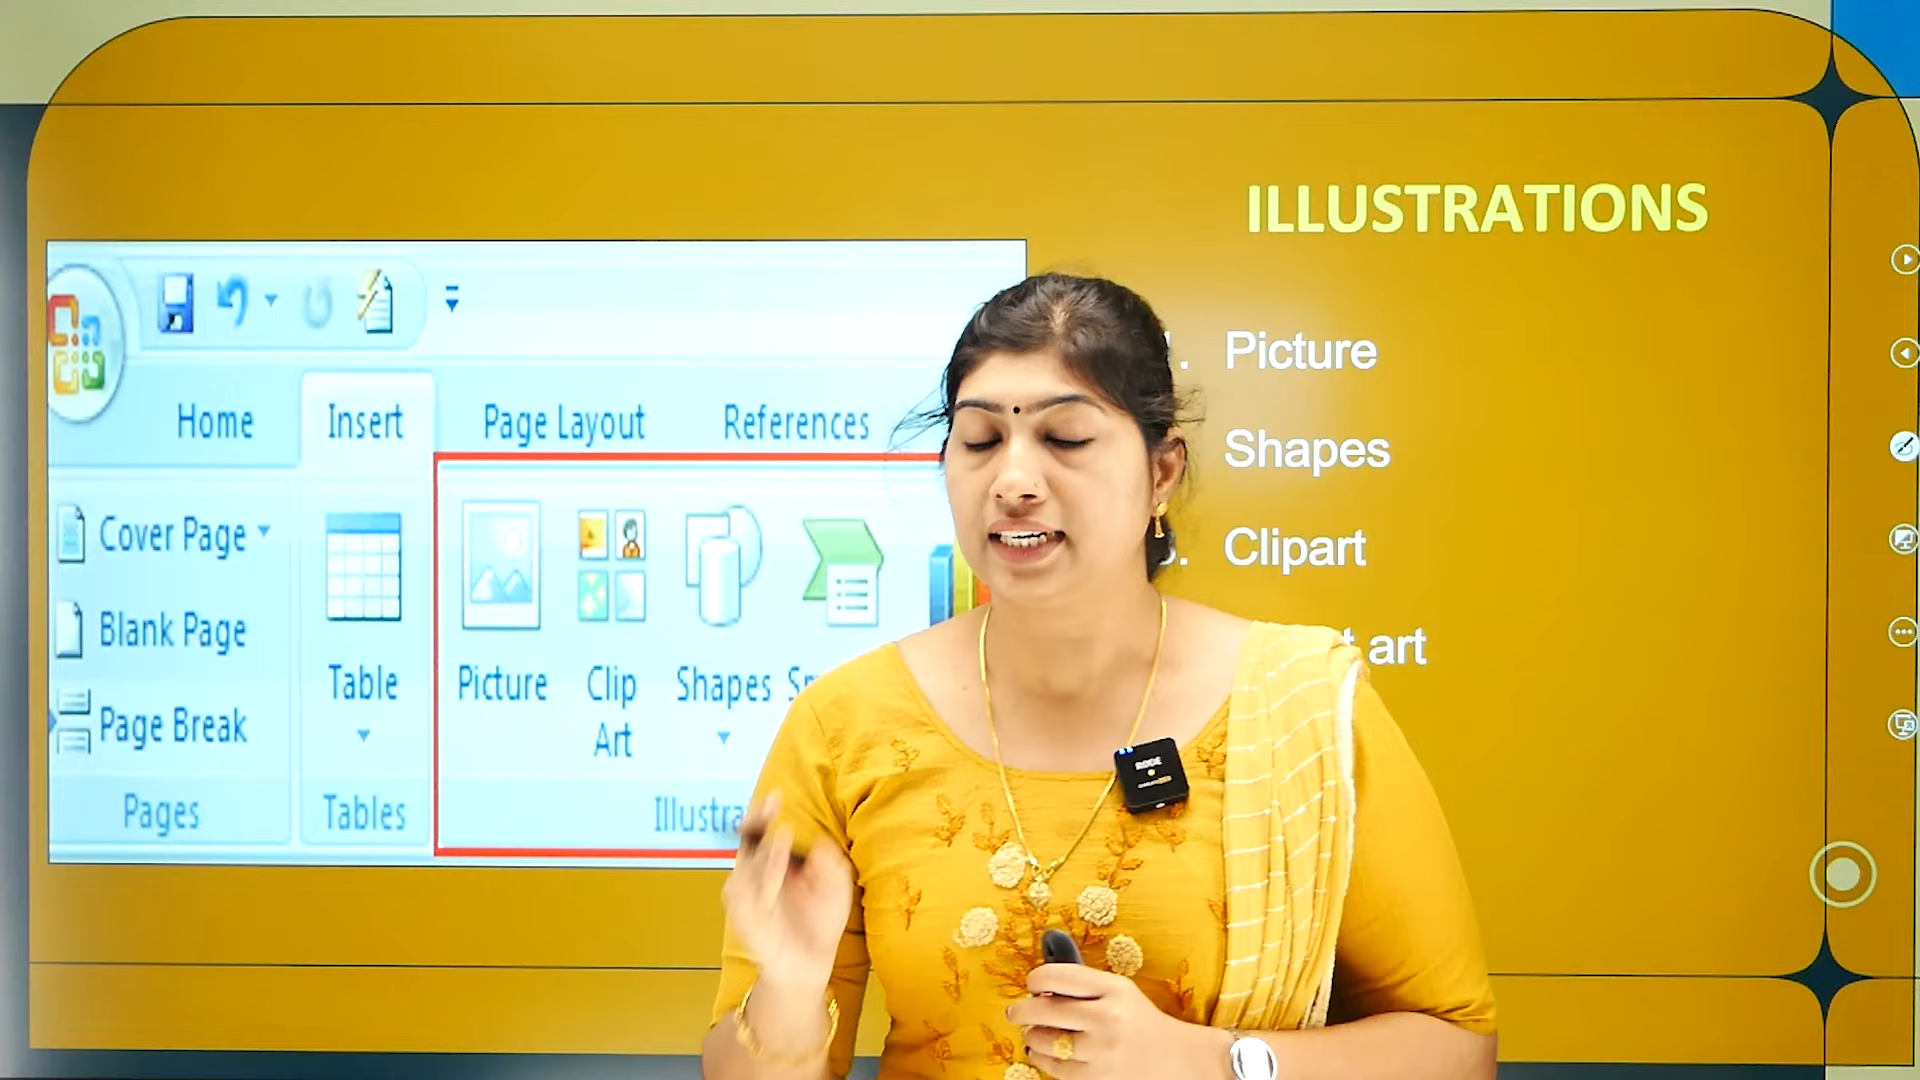 ILLUSTRATIONS
Home Insert Page Layout References
Cover Page
Blank Page
Page Break
Pages
Table
Tables
Picture
Clip
Art
Shapes
Picture
Shapes
Clipart
art
RODE